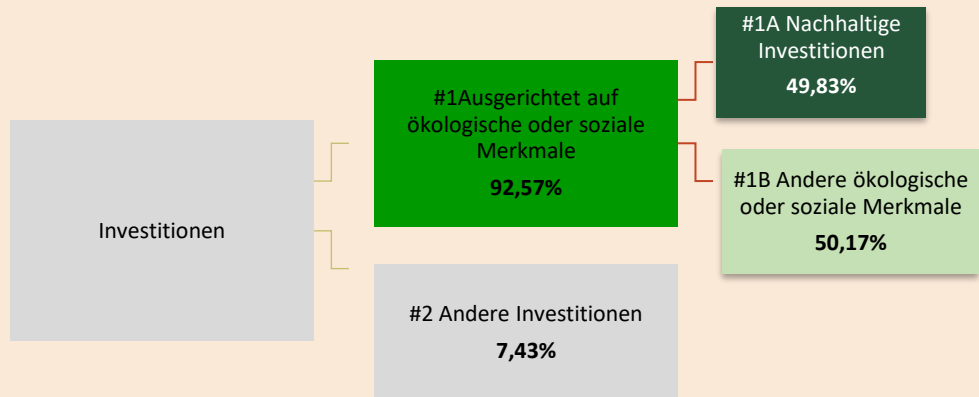 Investitionen
#1Ausgerichtet auf
ökologische oder soziale
Merkmale
92,57%
#2 Andere Investitionen
7,43%
#1A Nachhaltige
Investitionen
49,83%
#1B Andere ökologische
oder soziale Merkmale
50,17%